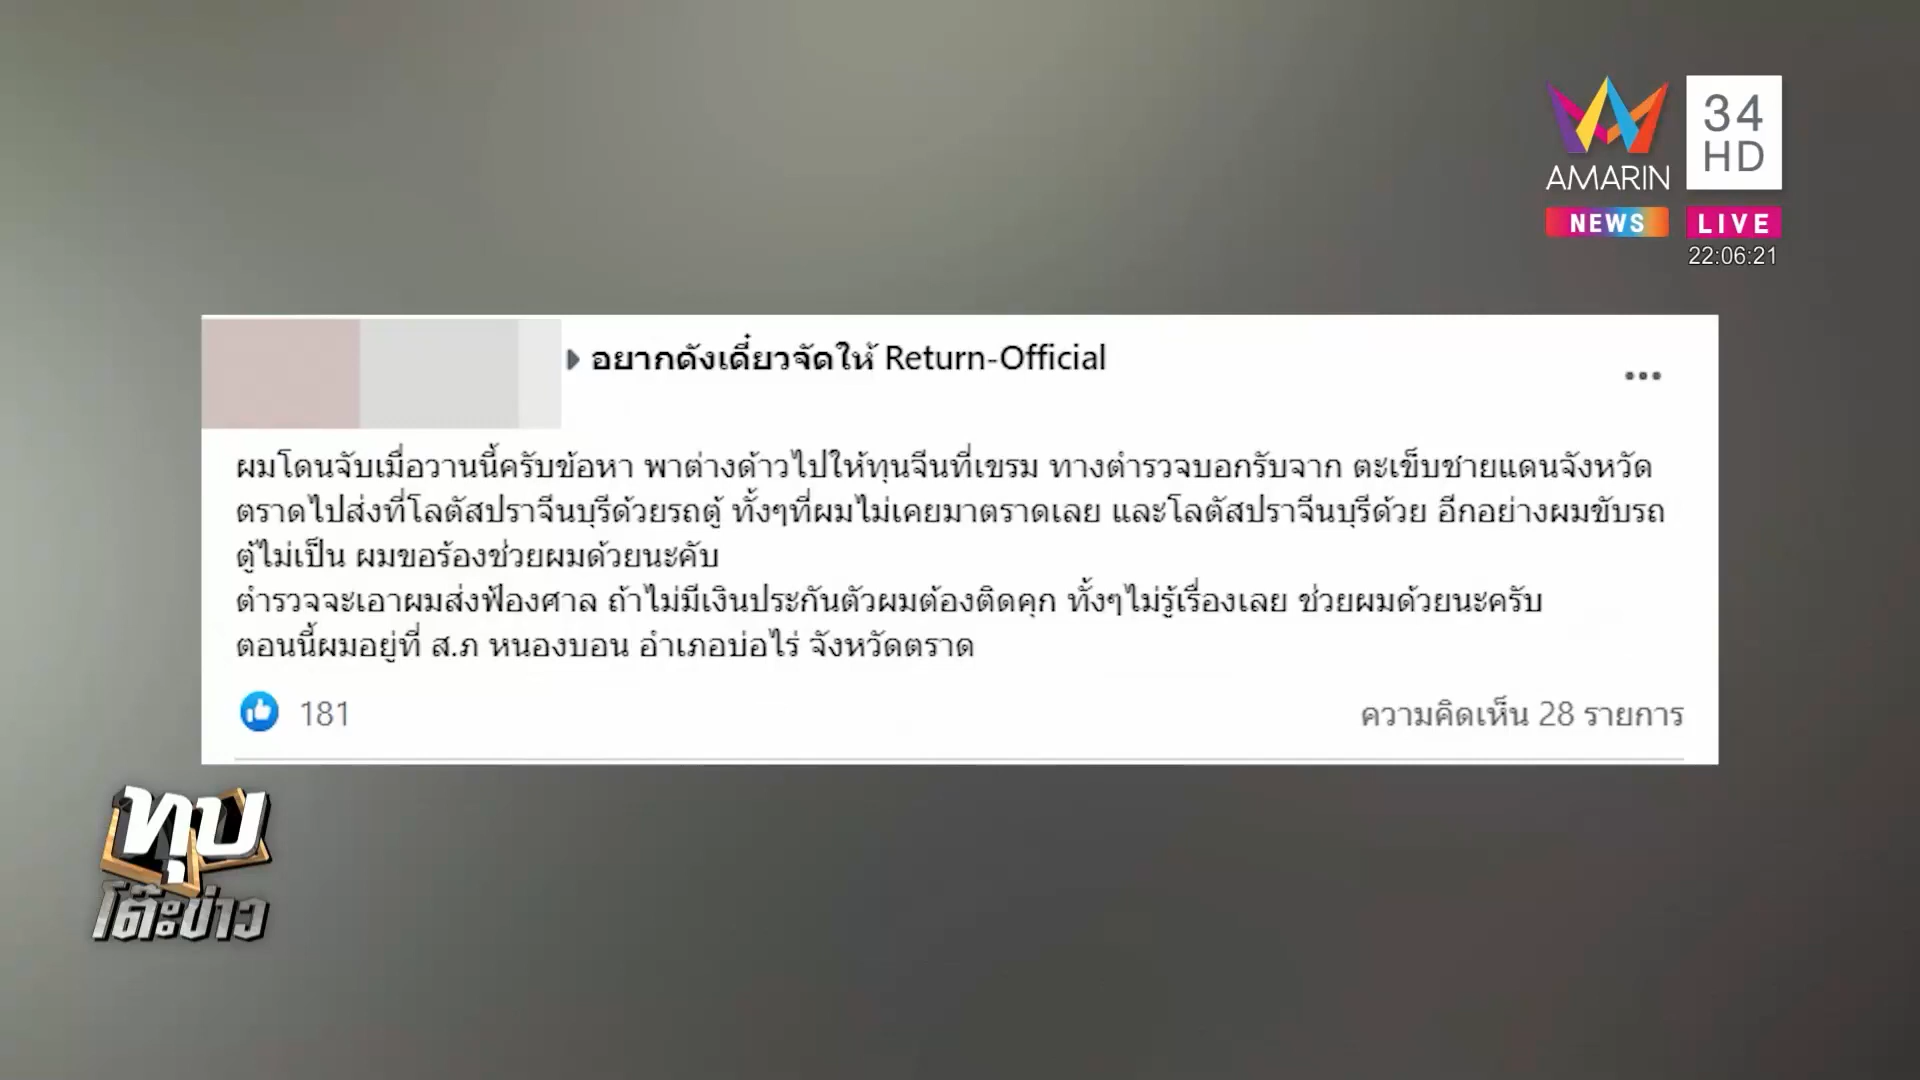 AMARIN
34
HD
NEWS
LIVE
22:06:21
อยากดังเดี๋ยวจัดให้ Return-Official
ผมโดนจับเมื่อวานนี้ครับข้อหา พาต่างด้าวไปให้ทุนจีนที่เขรม ทางตำรวจบอกรับจาก ตะเข็บชายแดนจังหวัด
ตราดไปส่งที่โลตัสปราจีนบุรีด้วยรถตู้ ทั้งๆที่ผมไม่เคยมาตราดเลย และโลตัสปราจีนบุรีด้วย อีกอย่างผมขับรถ
ตู้ไม่เป็น ผมขอร้องช่วยผมด้วยนะคับ
ตำรวจจะเอาผมส่งฟ้องศาล ถ้าไม่มีเงินประกันตัวผมต้องติดคุก ทั้งๆไม่รู้เรื่องเลย ช่วยผมด้วยนะครับ
ตอนนี้ผมอยู่ที่ ส.ภ หนองบอน อำเภอบ่อไร่ จังหวัดตราด
181
ความคิดเห็น 28 รายการ
ทุบ
โต๊ะข่าว